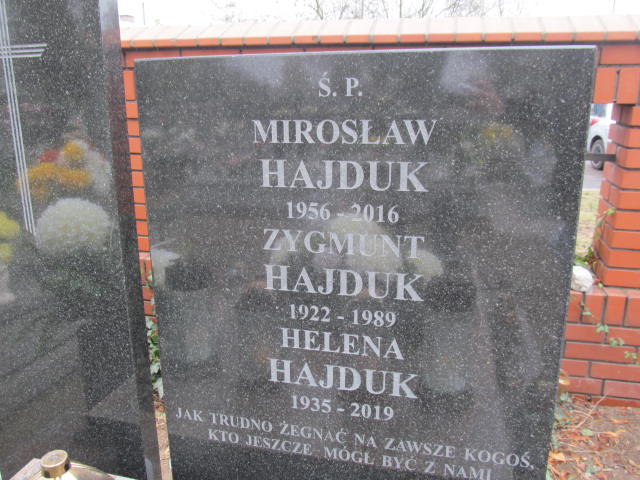 Ś. P.
MIROSŁAW
HAJDUK
1956 - 2016
ZYGMUNT
HAJDUK
1922 - 1989
HELENA
HAJDUK
1935 - 2019
JAK TRUDNO ŻEGNAĆ NA ZAWSZE KOGOŚ,
KTO JESZCZE MÓGŁ BYĆ Z NAMI